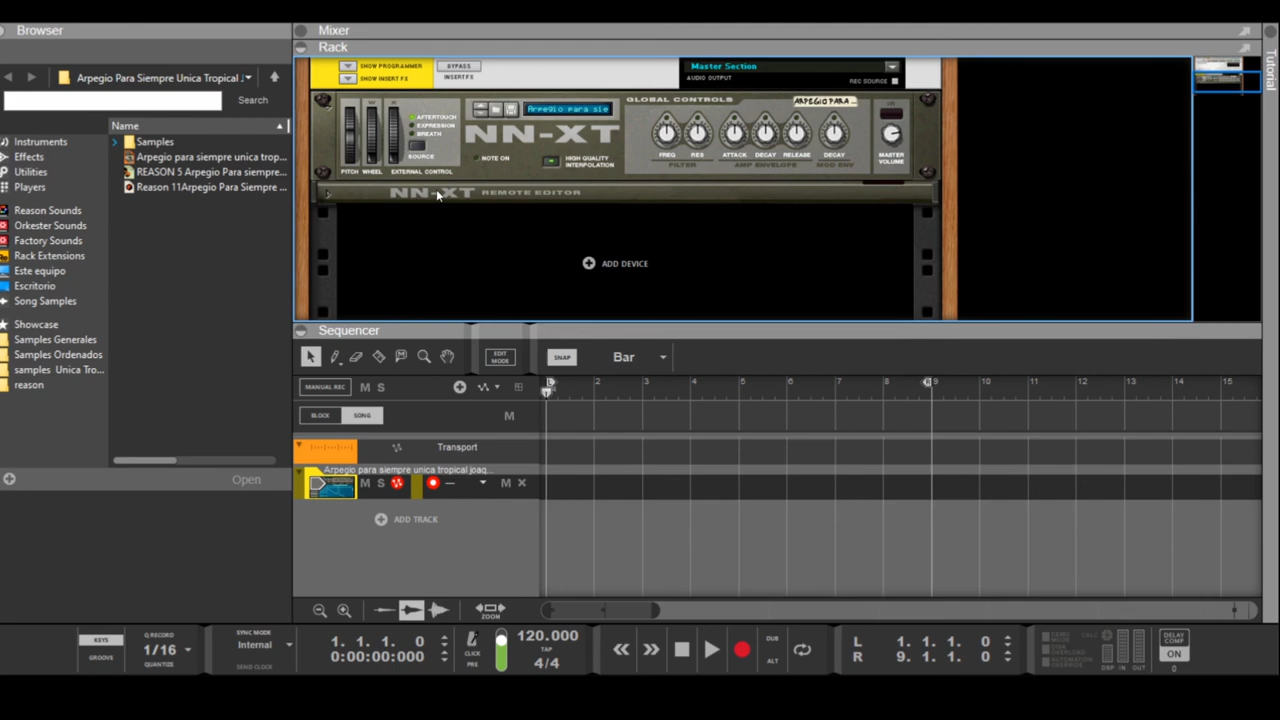 Browser
Arpegio Para Siempre Unica Tropical J
Search
Name
Instruments
Effects
Utilities
Players
Reason Sounds
Orkester Sounds
Factory Sounds
Rack Extensions
Este equipo
Escritorio
Song Samples
Showcase
Samples Generales
Samples Ordenados
samples Unica Tro...
reason
Samples
Arpegio para siempre unica trop...
REASON 5 Arpegio Para siempre...
Reason 11Arpegio Para Siempre ...
Open
Mixer
Rack
Tutorial
SHOW PROGRAMMER
SHOW INSERT FX
BYPASS
INSERT FX
Master Section
AUDIO OUTPUT
REC SOURCE
AFTERTOUCH
EXPRESSION
BREATH
SOURCE
PITCH WHEEL EXTERNAL CONTROL
Arpegio para sie
NN-XT
NOTE ON
HIGH QUALITY
INTERPOLATION
GLOBAL CONTROLS
ARPEGIO PARA ...
FREQ RES ATTACK DECAY RELEASE DECAY
FILTER AMP ENVELOPE MOD ENV
MASTER
VOLUME
NN-XT REMOTE EDITOR
ADD DEVICE
Sequencer
EDIT
MODE
SNAP
Bar
MANUAL REC
M S
L 2 3 4 5 6 7 8 9 10 11 12 13 14 15
BLOCK SONG M
Transport
Arpegio para siempre unica tropical joaq...
M S M
ADD TRACK
ZOOM
KEYS
GROOVE
Q RECORD
1/16
QUANTIZE
SYNC MODE
Internal
SEND CLOCK
1. 1. 1. 0
0:00:00:000
CLICK
PRE
120.000
TAP
4/4
DUB
ALT
L 1. 1. 1. 0
R 9. 1. 1. 0
CALC
DSP IN OUT
DELAY
COMP
ON
0